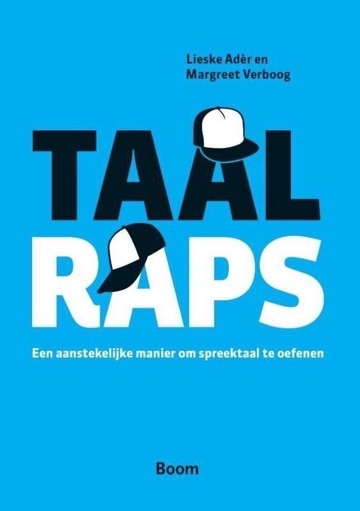 Lieske Adèr en
Margreet Verboog
TAAL
RAPS
Een aanstekelijke manier om spreektaal te oefenen
Boom